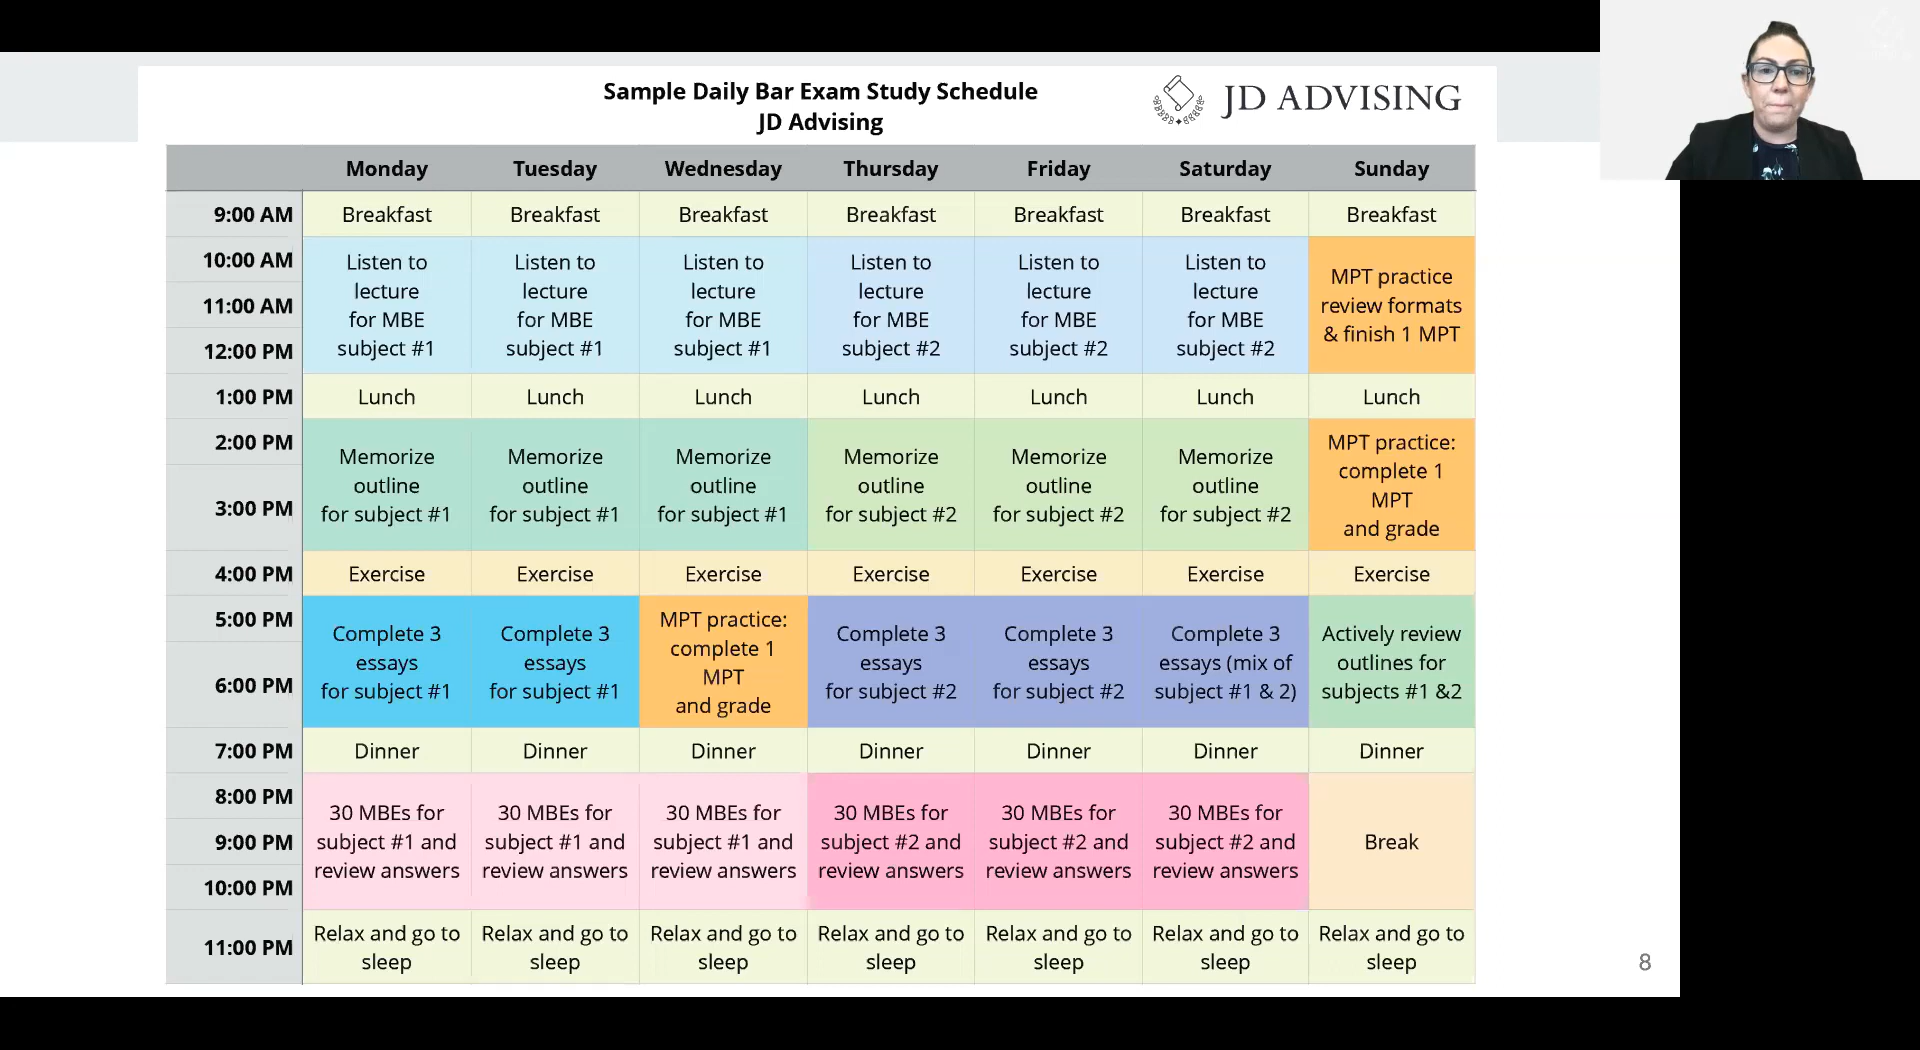 Sample Daily Bar Exam Study Schedule
JD Advising
JD ADVISING
Monday Tuesday Wednesday Thursday Friday Saturday Sunday
9:00 AM
Breakfast Breakfast Breakfast Breakfast Breakfast Breakfast Breakfast
10:00 AM
11:00 AM
12:00 PM
Listen to
lecture
for MBE
subject #1
Listen to
lecture
for MBE
subject #1
Listen to
lecture
for MBE
subject #1
Listen to
lecture
for MBE
subject #2
Listen to
lecture
for MBE
subject #2
Listen to
lecture
for MBE
subject #2
MPT practice
review formats
& finish 1 MPT
1:00 PM
Lunch Lunch Lunch Lunch Lunch Lunch Lunch
2:00 PM
3:00 PM
Memorize
outline
for subject #1
Memorize
outline
for subject #1
Memorize
outline
for subject #1
Memorize
outline
for subject #2
Memorize
outline
for subject #2
Memorize
outline
for subject #2
MPT practice:
complete 1
MPT
and grade
4:00 PM
Exercise Exercise Exercise Exercise Exercise Exercise Exercise
5:00 PM
6:00 PM
Complete 3
essays
for subject #1
Complete 3
essays
for subject #1
MPT practice:
complete 1
MPT
and grade
Complete 3
essays
for subject #2
Complete 3
essays
for subject #2
Complete 3
essays (mix of
subject #1 & 2)
Actively review
outlines for
subjects #1 &2
7:00 PM
Dinner Dinner Dinner Dinner Dinner Dinner Dinner
8:00 PM
9:00 PM
10:00 PM
30 MBEs for
subject #1 and
review answers
30 MBEs for
subject #1 and
review answers
30 MBEs for
subject #1 and
review answers
30 MBEs for
subject #2 and
review answers
30 MBEs for
subject #2 and
review answers
30 MBEs for
subject #2 and
review answers
Break
11:00 PM
Relax and go to
sleep
Relax and go to
sleep
Relax and go to
sleep
Relax and go to
sleep
Relax and go to
sleep
Relax and go to
sleep
Relax and go to
sleep
8